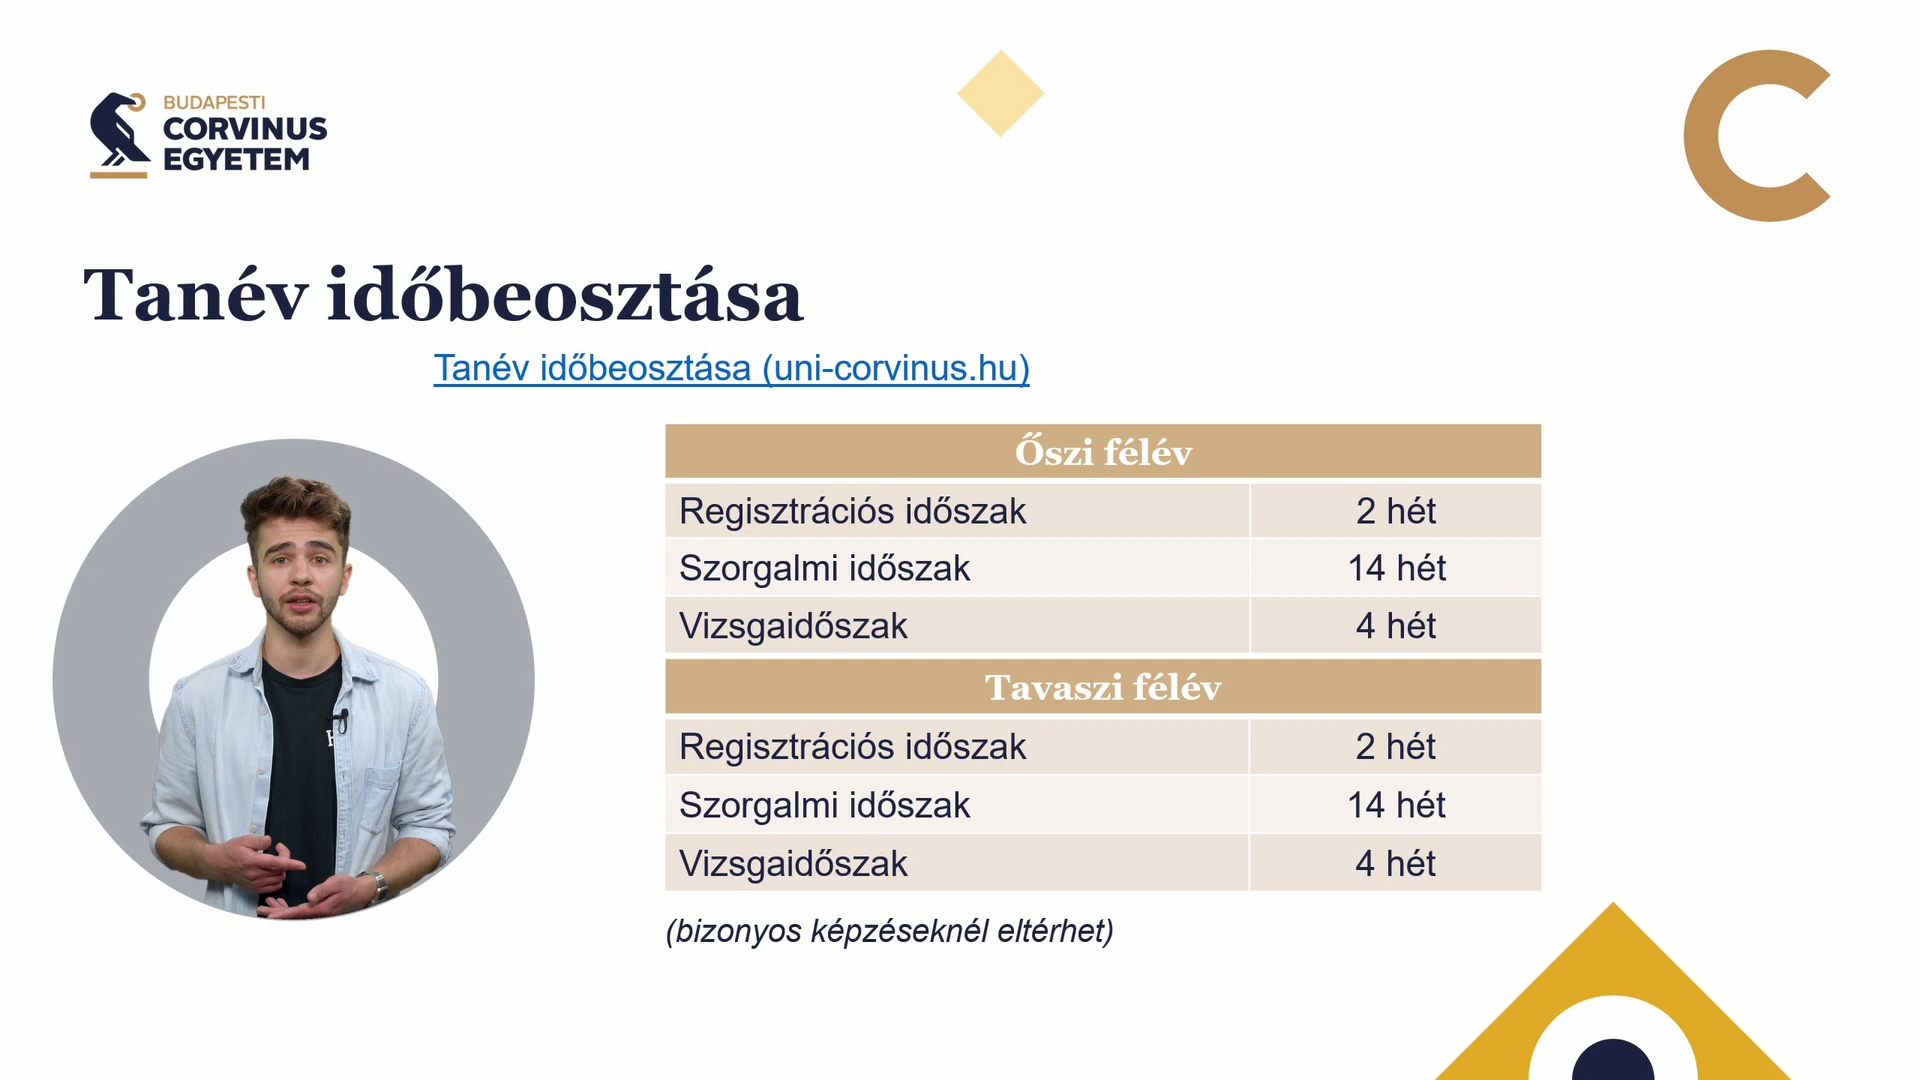 BUDAPESTI
CORVINUS
EGYETEM
Tanév időbeosztása
Tanév időbeosztása (uni-corvinus.hu)
Őszi félév
Regisztrációs időszak 2 hét
Szorgalmi időszak 14 hét
Vizsgaidőszak 4 hét
Tavaszi félév
Regisztrációs időszak 2 hét
Szorgalmi időszak 14 hét
Vizsgaidőszak 4 hét
(bizonyos képzéseknél eltérhet)